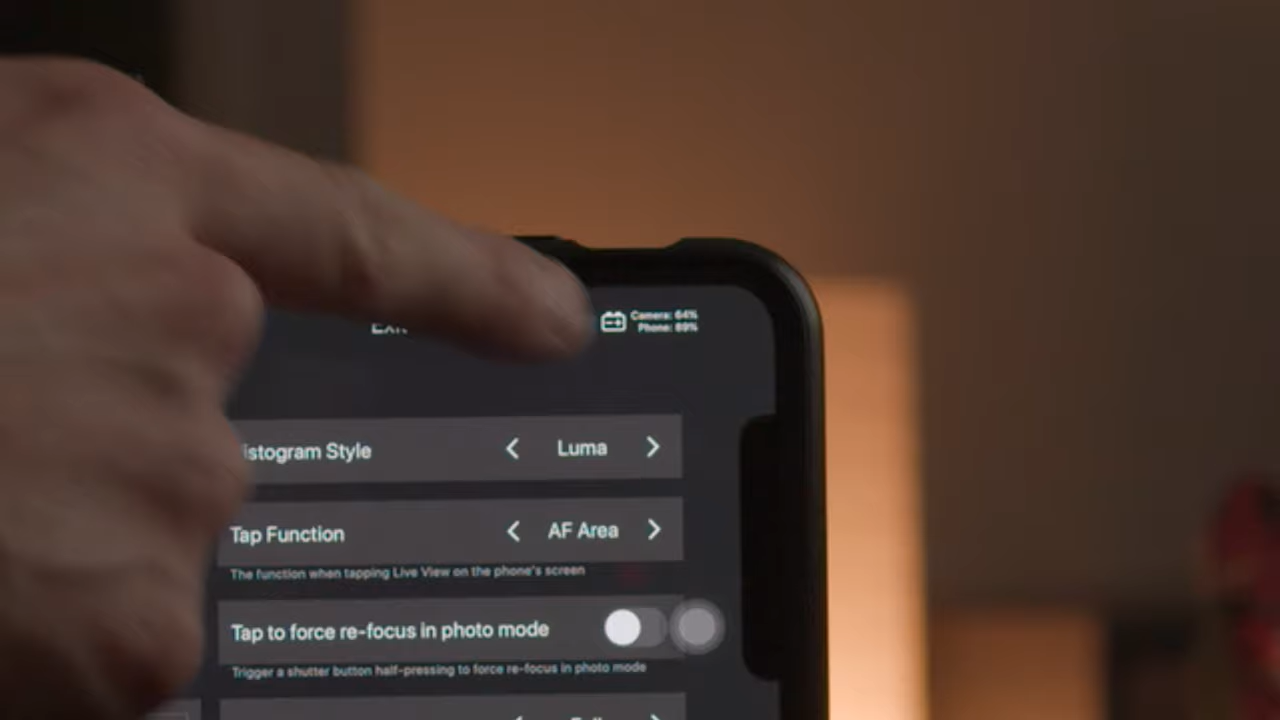 Camera: 64%
Phone: 89%
istogram Style
Luma
Tap Function
AF Area
The function when tapping Live View on the phone's screen
Tap to force re-focus in photo mode
Trigger a shutter button half-pressing to force re-focus in photo mode